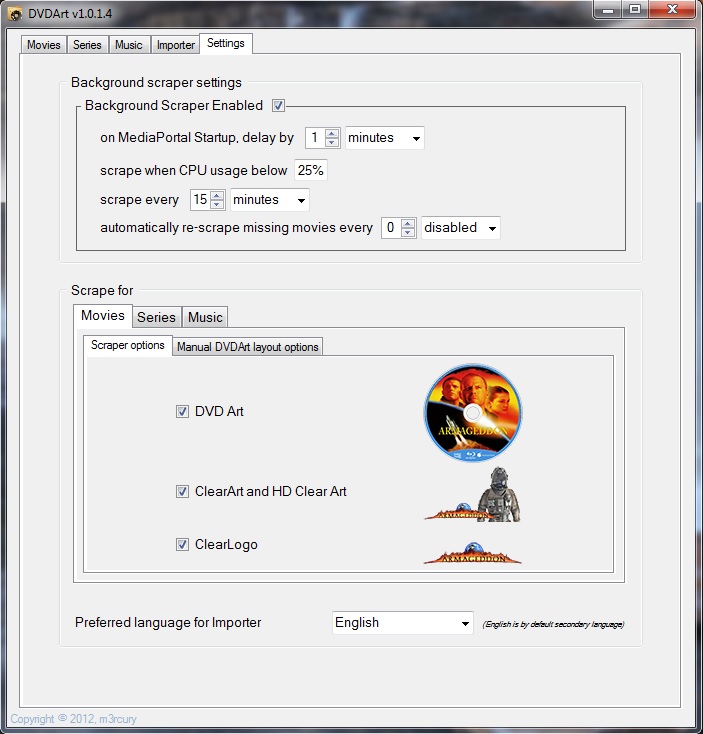 DVDArt v1.0.1.4
Movies Series Music Importer Settings
Background scraper settings
Background Scraper Enabled
on MediaPortal Startup, delay by 1 minutes
scrape when CPU usage below 25%
scrape every 15 minutes
automatically re-scrape missing movies every 0 disabled
Scrape for
Movies Series Music
Scraper options Manual DVDArt layout options
DVD Art
ARMAGEDDON
ClearArt and HD Clear Art
ARMAGEDDON
ClearLogo
ARMAGEDDON
Preferred language for Importer English (English is by default secondary language)
Copyright © 2012, m3rcury